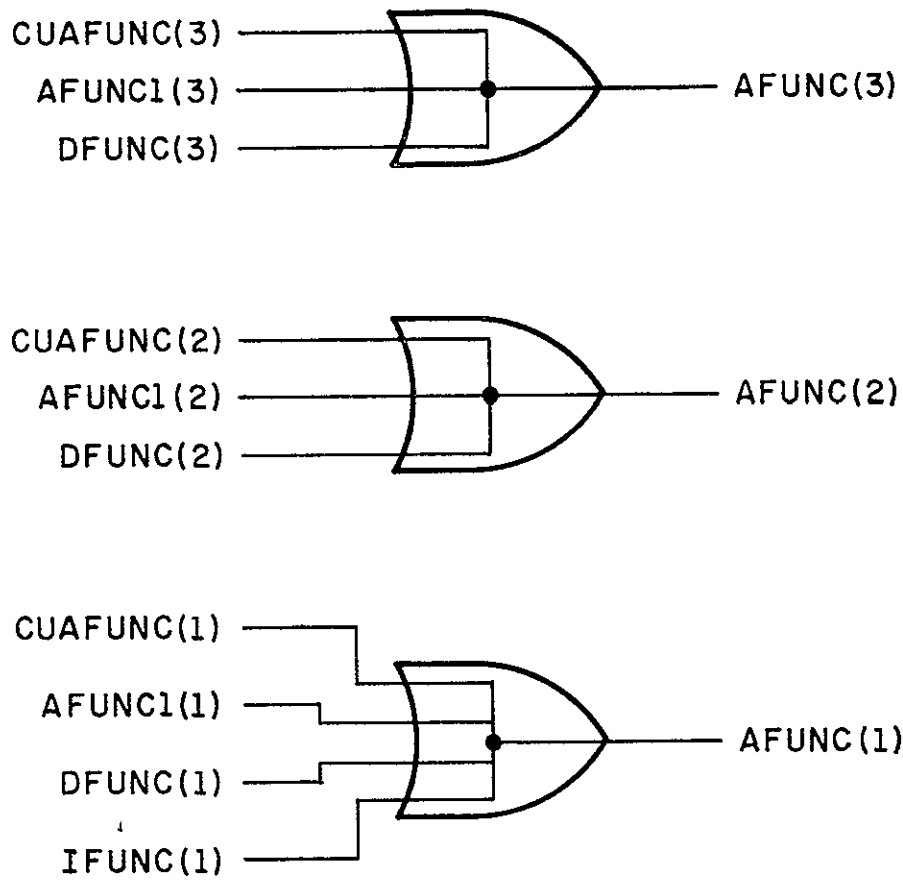 CUAFUNC(3)
AFUNC1(3)
DFUNC(3)
AFUNC(3)
CUAFUNC(2)
AFUNC1(2)
DFUNC(2)
AFUNC(2)
CUAFUNC(1)
AFUNC1(1)
DFUNC(1)
IFUNC(1)
AFUNC(1)